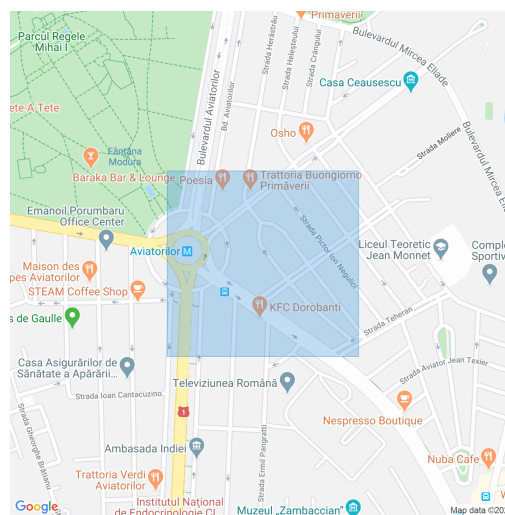 Primăverii
Parcul Regele
Mihai I
Bulevardul Mircea Eliade
Strada Herăstrău
Strada Heleșteului
Strada Crângului
Casa Ceausescu
Bulevardul Aviatorilor
Bd. Aviatorilor
ete-A-Tete
Osho
Strada Moliere
Bulevardul Mircea
Fântâna
Modura
Baraka Bar & Lounge
Poesia
Trattoria Buongiorno
Primăverii
Emanoil Porumbaru
Office Center
Strada Pictor Ion Negulici
Aviatorilor
M
Liceul Teoretic
Jean Monnet
Comple
Sportiv
Maison des
pes Aviatorilor
STEAM Coffee Shop
KFC Dorobanti
s de Gaulle
Strada Teheran
Casa Asigurărilor de
Sănătate a Apărării...
Strada Aviator Jean Texier
Televiziunea Română
Strada Ioan Cantacuzino
Nespresso Boutique
1
Strada Gheorghe Brătianu
Strada Ermil Pangratti
Ambasada Indiei
Nuba Cafe
Trattoria Verdi
Aviatorilor
Institutul Național
de Endocrinologie CI
Muzeul „Zambaccian”
W
Google
Map data ©202